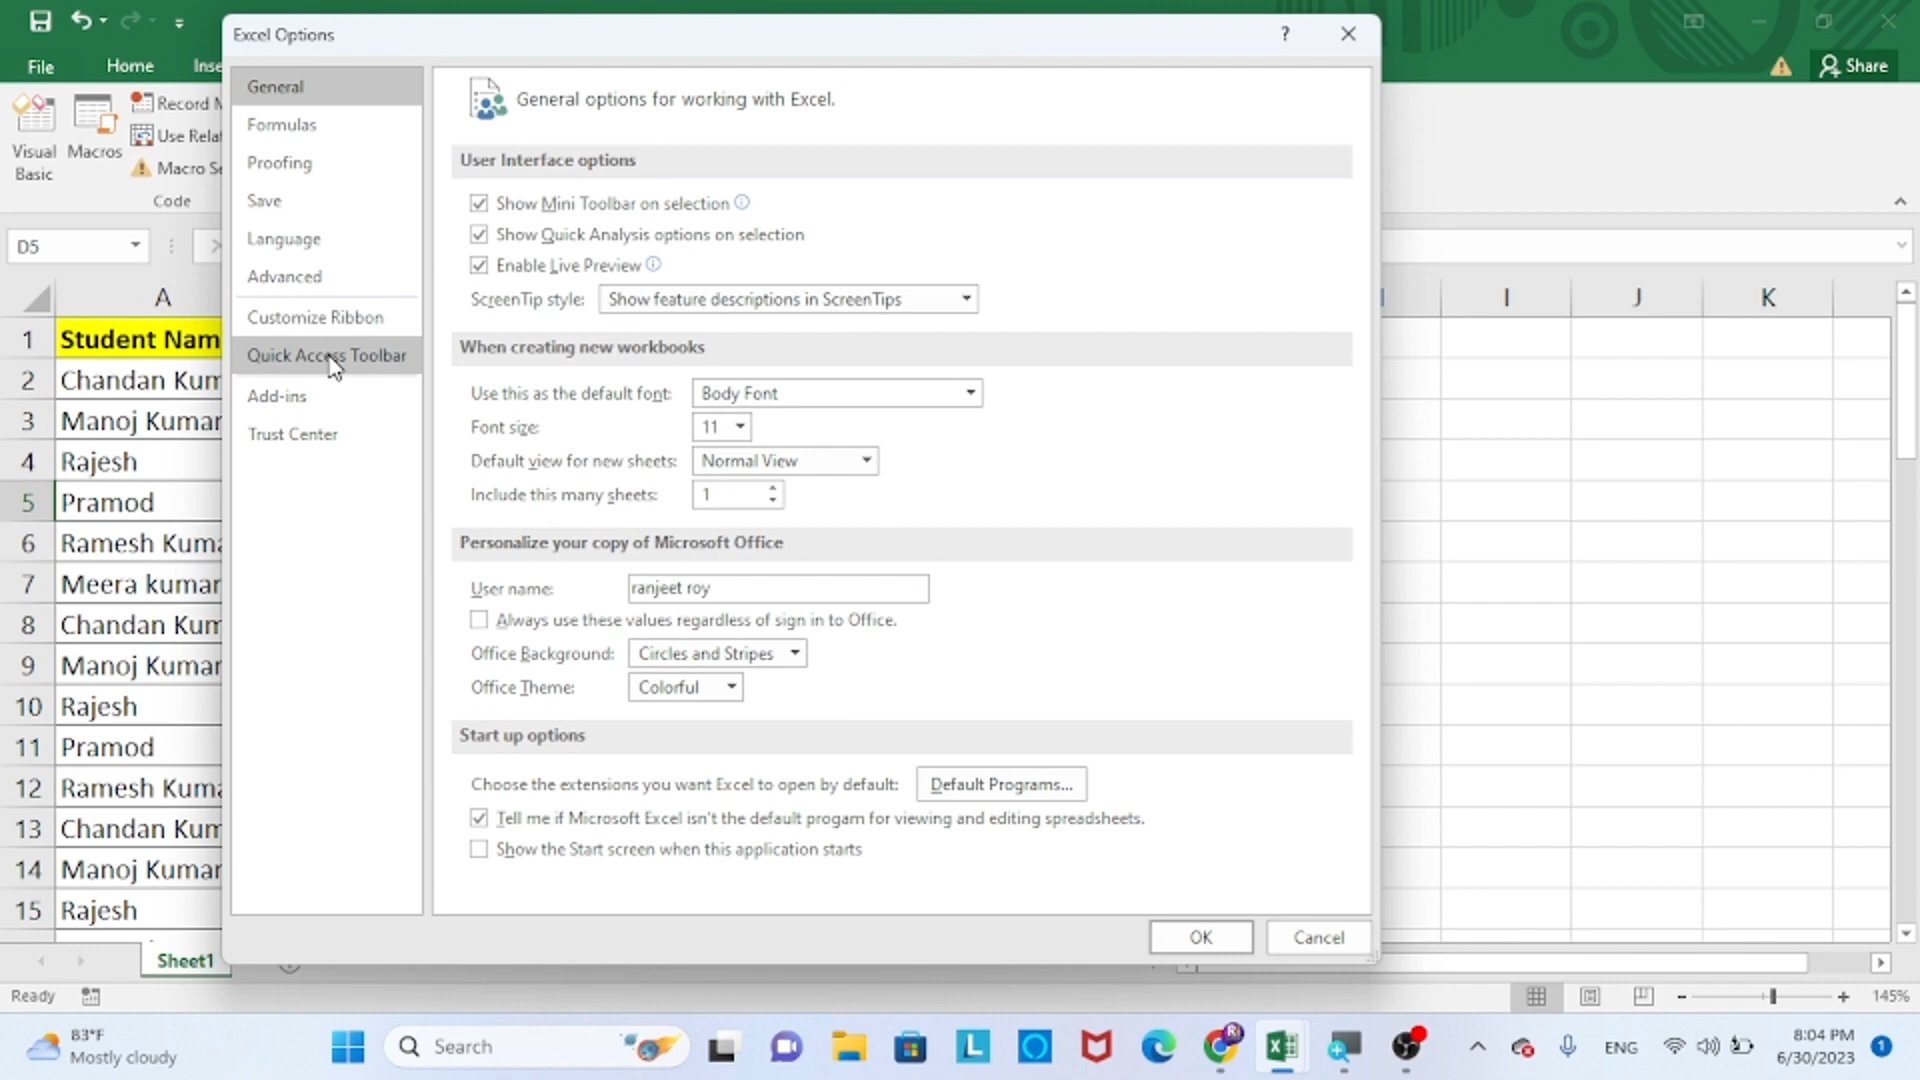 Excel Options
?
File
Home
Inse
Share
Visual
Basic
Macros
Record M
Use Relat
Macro Se
Code
D5
General
Formulas
Proofing
Save
Language
Advanced
Customize Ribbon
Quick Access Toolbar
Add-ins
Trust Center
General options for working with Excel.
User Interface options
Show Mini Toolbar on selection
Show Quick Analysis options on selection
Enable Live Preview
ScreenTip style: Show feature descriptions in ScreenTips
When creating new workbooks
Use this as the default font: Body Font
Font size: 11
Default view for new sheets: Normal View
Include this many sheets: 1
Personalize your copy of Microsoft Office
User name: ranjeet roy
Always use these values regardless of sign in to Office.
Office Background: Circles and Stripes
Office Theme: Colorful
Start up options
Choose the extensions you want Excel to open by default: Default Programs...
Tell me if Microsoft Excel isn't the default progam for viewing and editing spreadsheets.
Show the Start screen when this application starts
OK
Cancel
A
I
J
K
1 Student Nam
2 Chandan Kum
3 Manoj Kumar
4 Rajesh
5 Pramod
6 Ramesh Kuma
7 Meera kumar
8 Chandan Kum
9 Manoj Kumar
10 Rajesh
11 Pramod
12 Ramesh Kuma
13 Chandan Kum
14 Manoj Kumar
15 Rajesh
Sheet1
Ready
145%
83°F
Mostly cloudy
Search
ENG
8:04 PM
6/30/2023
1